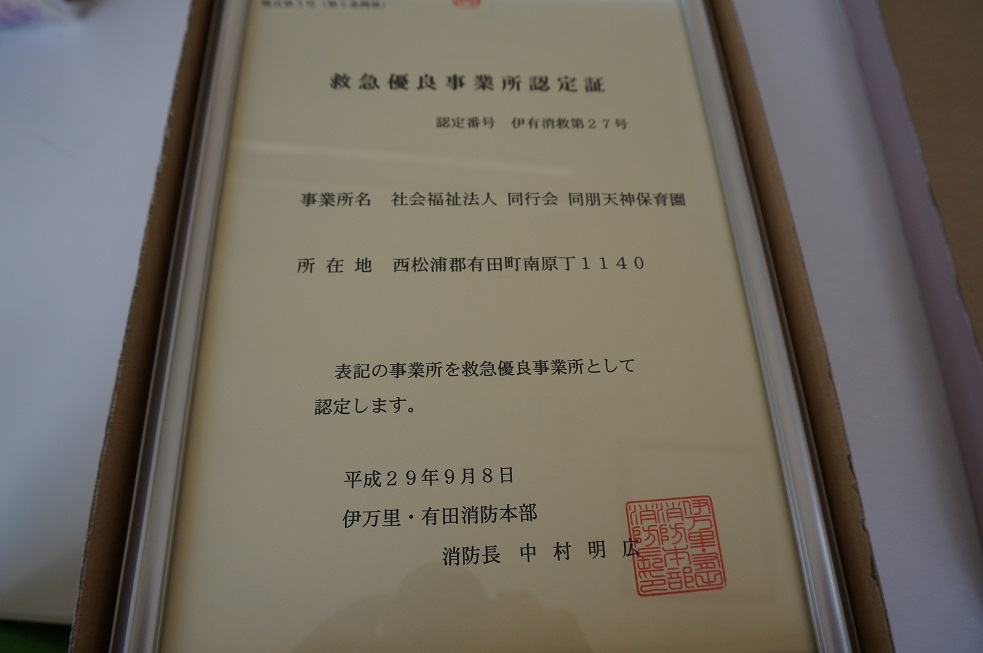 救急優良事業所認定証
認定番号 伊有消救第27号
事業所名 社会福祉法人 同行会 同朋天神保育園
所在地 西松浦郡有田町南原丁1140
表記の事業所を救急優良事業所として
認定します。
平成29年9月8日
伊万里・有田消防本部
消防長 中村明広